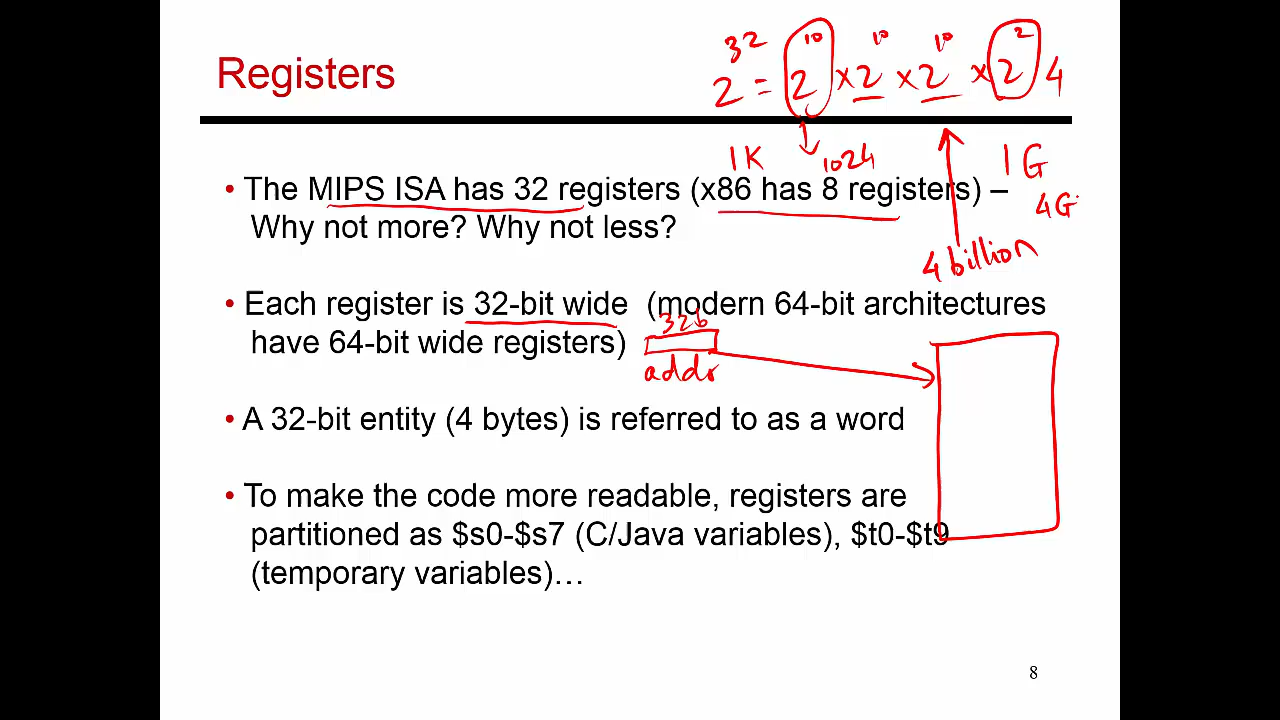 2^32 = 2^10 × 2^10 × 2^10 × 2^2 4
Registers
1K 1024 1G
• The MIPS ISA has 32 registers (x86 has 8 registers) –
4G
Why not more? Why not less?
4 billion
• Each register is 32-bit wide (modern 64-bit architectures
32b
have 64-bit wide registers)
addr
• A 32-bit entity (4 bytes) is referred to as a word
• To make the code more readable, registers are
partitioned as $s0-$s7 (C/Java variables), $t0-$t9
(temporary variables)…
8